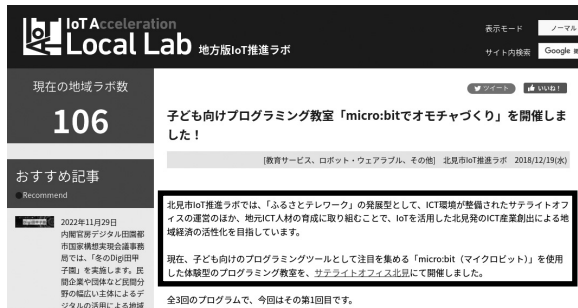 IoT Acceleration
Local Lab 地方版IoT推進ラボ
表示モード ノーマル
サイト内検索 Google
現在の地域ラボ数
106
おすすめ記事
Recommend
2022年11月29日
内閣官房デジタル田園都
市国家構想実現会議事務
局では、「冬のDigi田甲
子園」を実施します。民
間企業や団体など民間分
野の幅広い主体によるデ
ジタルの活用による地域
ツイート いいね!
子ども向けプログラミング教室「micro:bitでオモチャづくり」を開催しま
した!
[教育サービス、ロボット・ウェアラブル、その他] 北見市IoT推進ラボ 2018/12/19(水)
北見市IoT推進ラボでは、「ふるさとテレワーク」の発展型として、ICT環境が整備されたサテライトオフ
ィスの運営のほか、地元ICT人材の育成に取り組むことで、IoTを活用した北見発のICT産業創出による地
域経済の活性化を目指しています。
現在、子ども向けのプログラミングツールとして注目を集める「micro:bit(マイクロビット)」を使用
した体験型のプログラミング教室を、サテライトオフィス北見にて開催しました。
全3回のプログラムで、今回はその第1回目です。